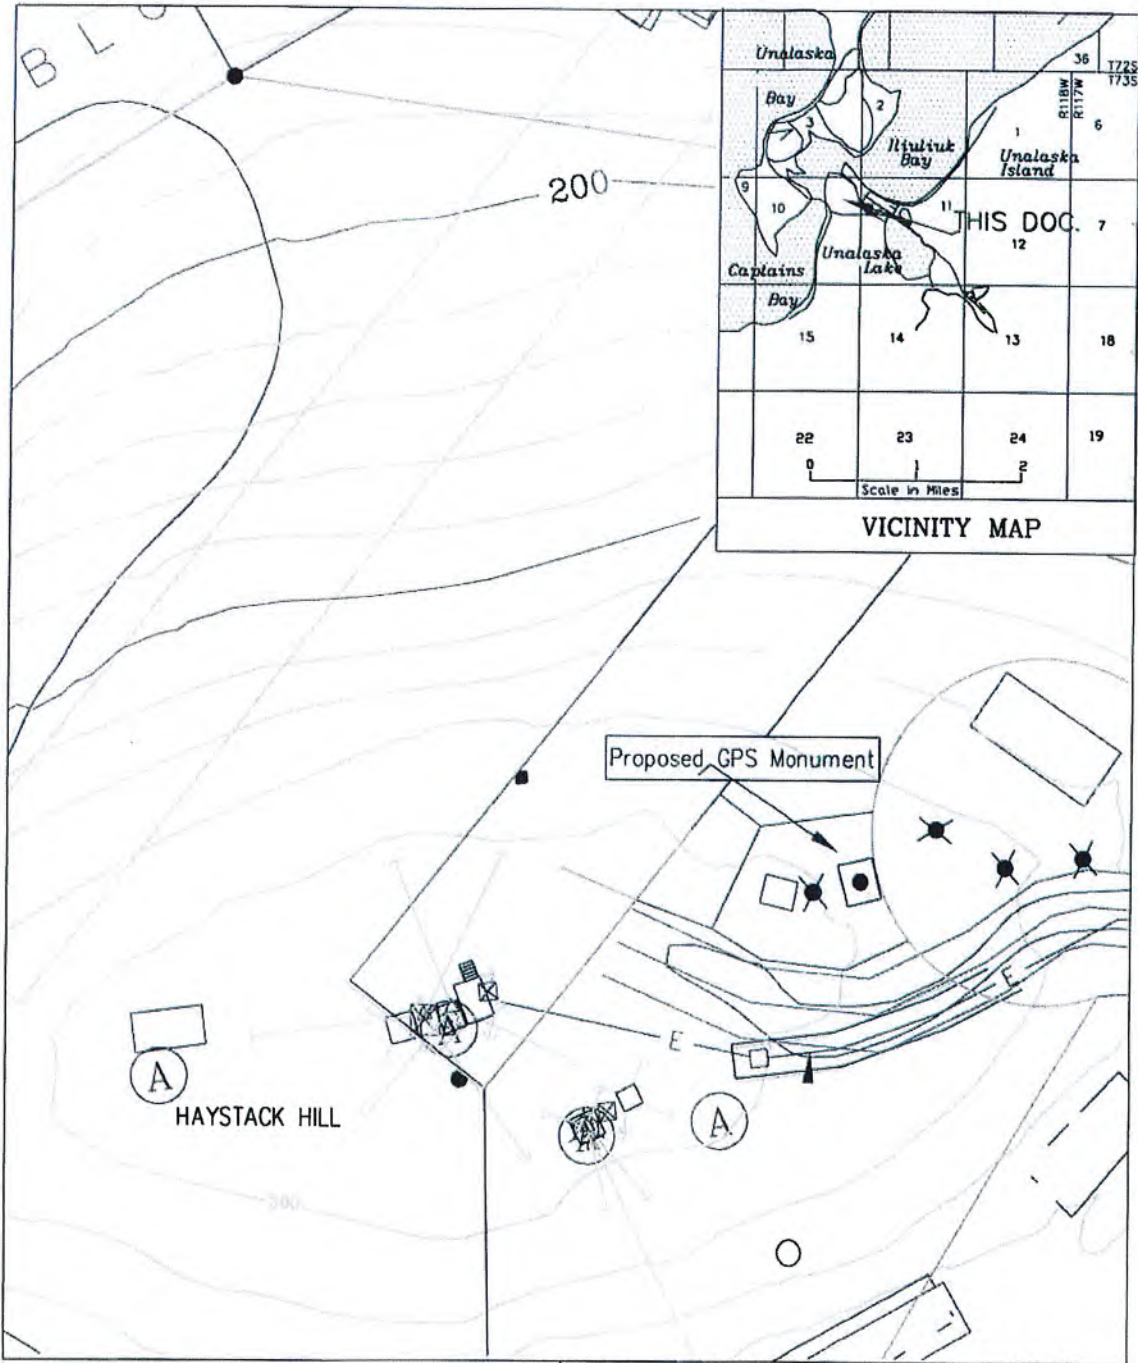 BLO
200
Unalaska
Bay
36
T72S
T73S
R118W
R117W
2
3
1
6
Iliuliuk
Bay
Unalaska
Island
9
10
11
THIS DOC.
7
12
Unalaska
Lake
Captains
Bay
15
14
13
18
22
23
24
19
0
1
2
Scale in Miles
VICINITY MAP
Proposed GPS Monument
E
E
A
A
A
A
HAYSTACK HILL
300